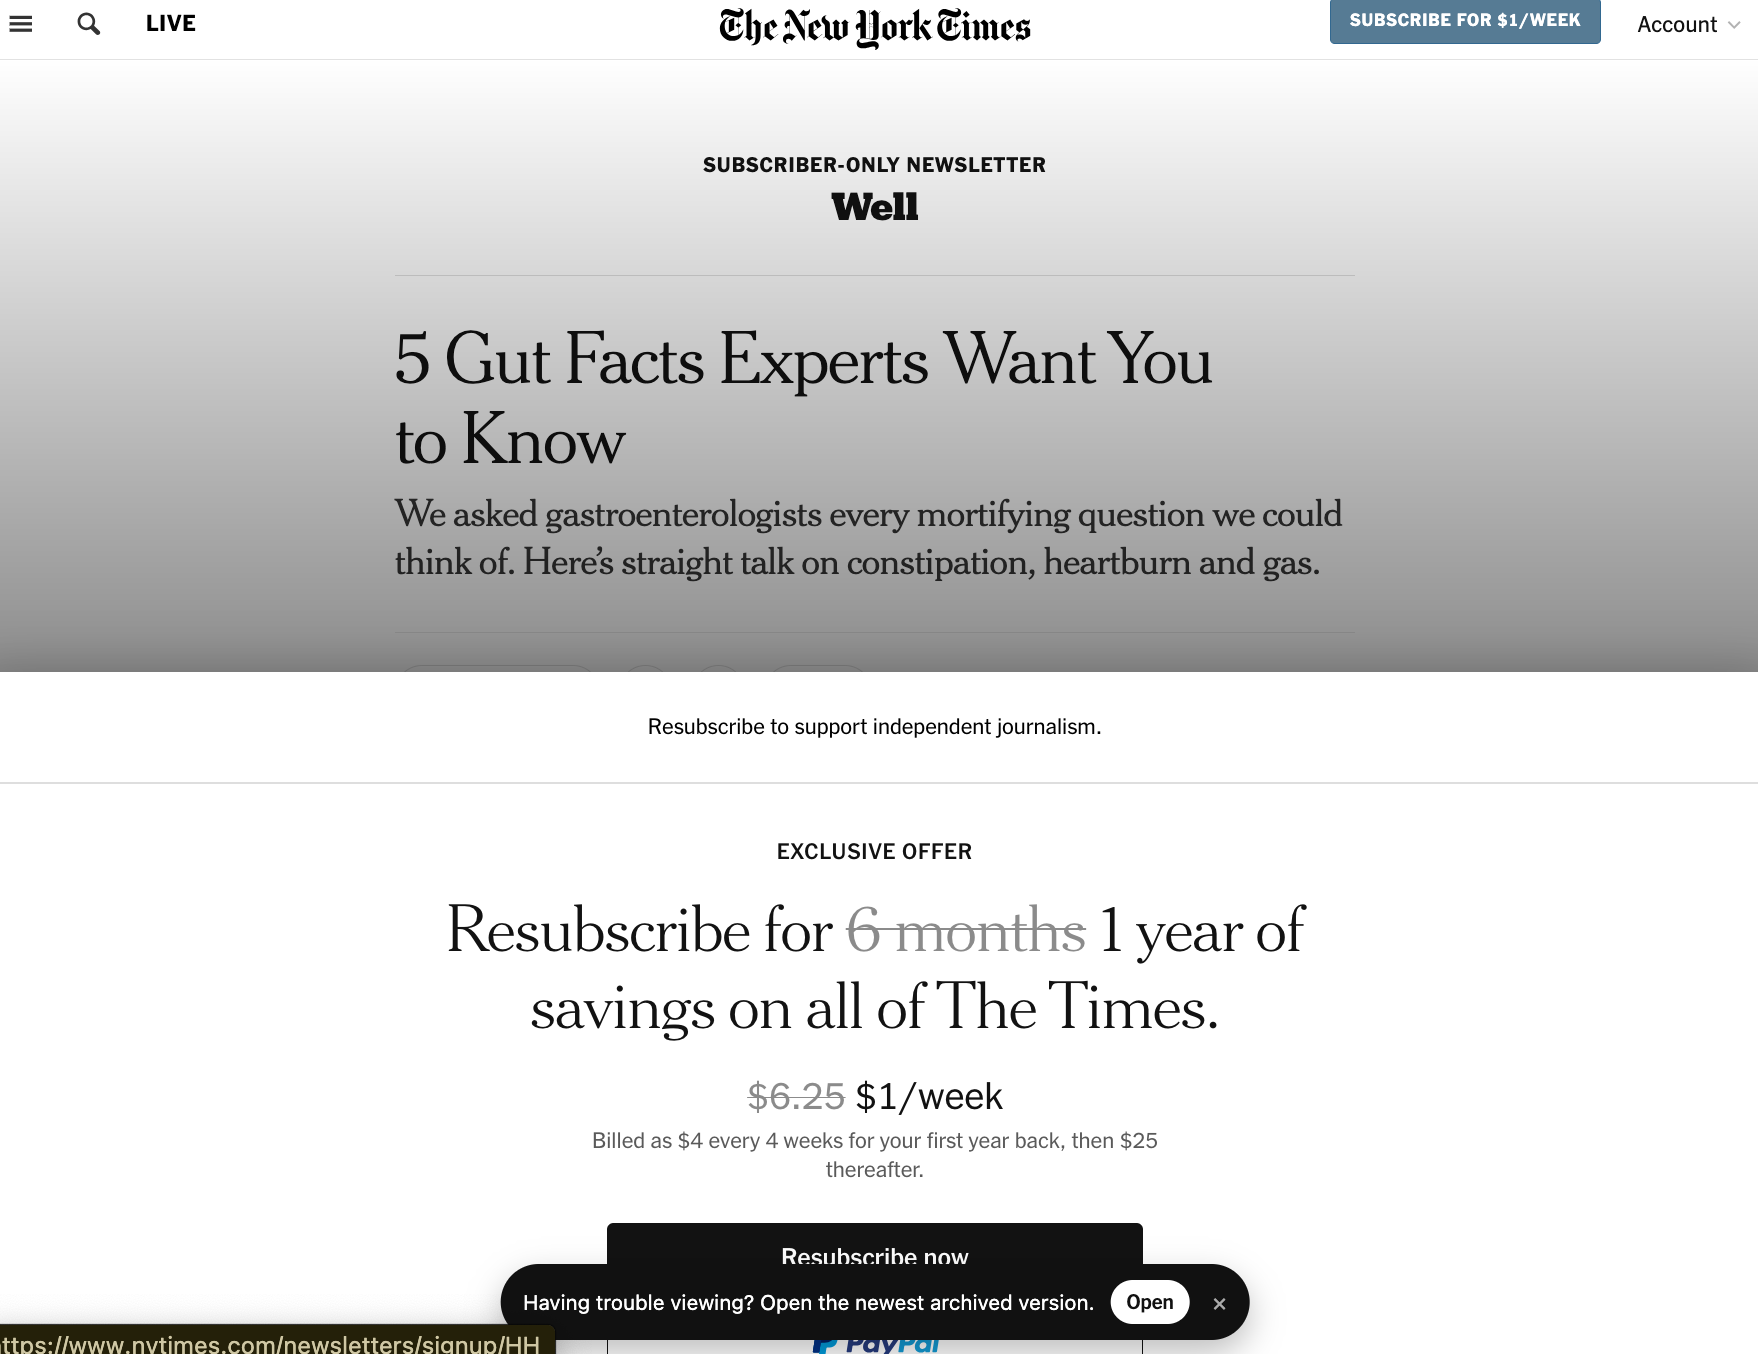 LIVE
The New York Times
SUBSCRIBE FOR $1/WEEK
Account
SUBSCRIBER-ONLY NEWSLETTER
Well
5 Gut Facts Experts Want You
to Know
We asked gastroenterologists every mortifying question we could
think of. Here’s straight talk on constipation, heartburn and gas.
Resubscribe to support independent journalism.
EXCLUSIVE OFFER
Resubscribe for 6 months 1 year of
savings on all of The Times.
$6.25 $1/week
Billed as $4 every 4 weeks for your first year back, then $25
thereafter.
Resubscribe now
Having trouble viewing? Open the newest archived version.
Open
PayPal
ttps://www.nytimes.com/newsletters/signup/HH